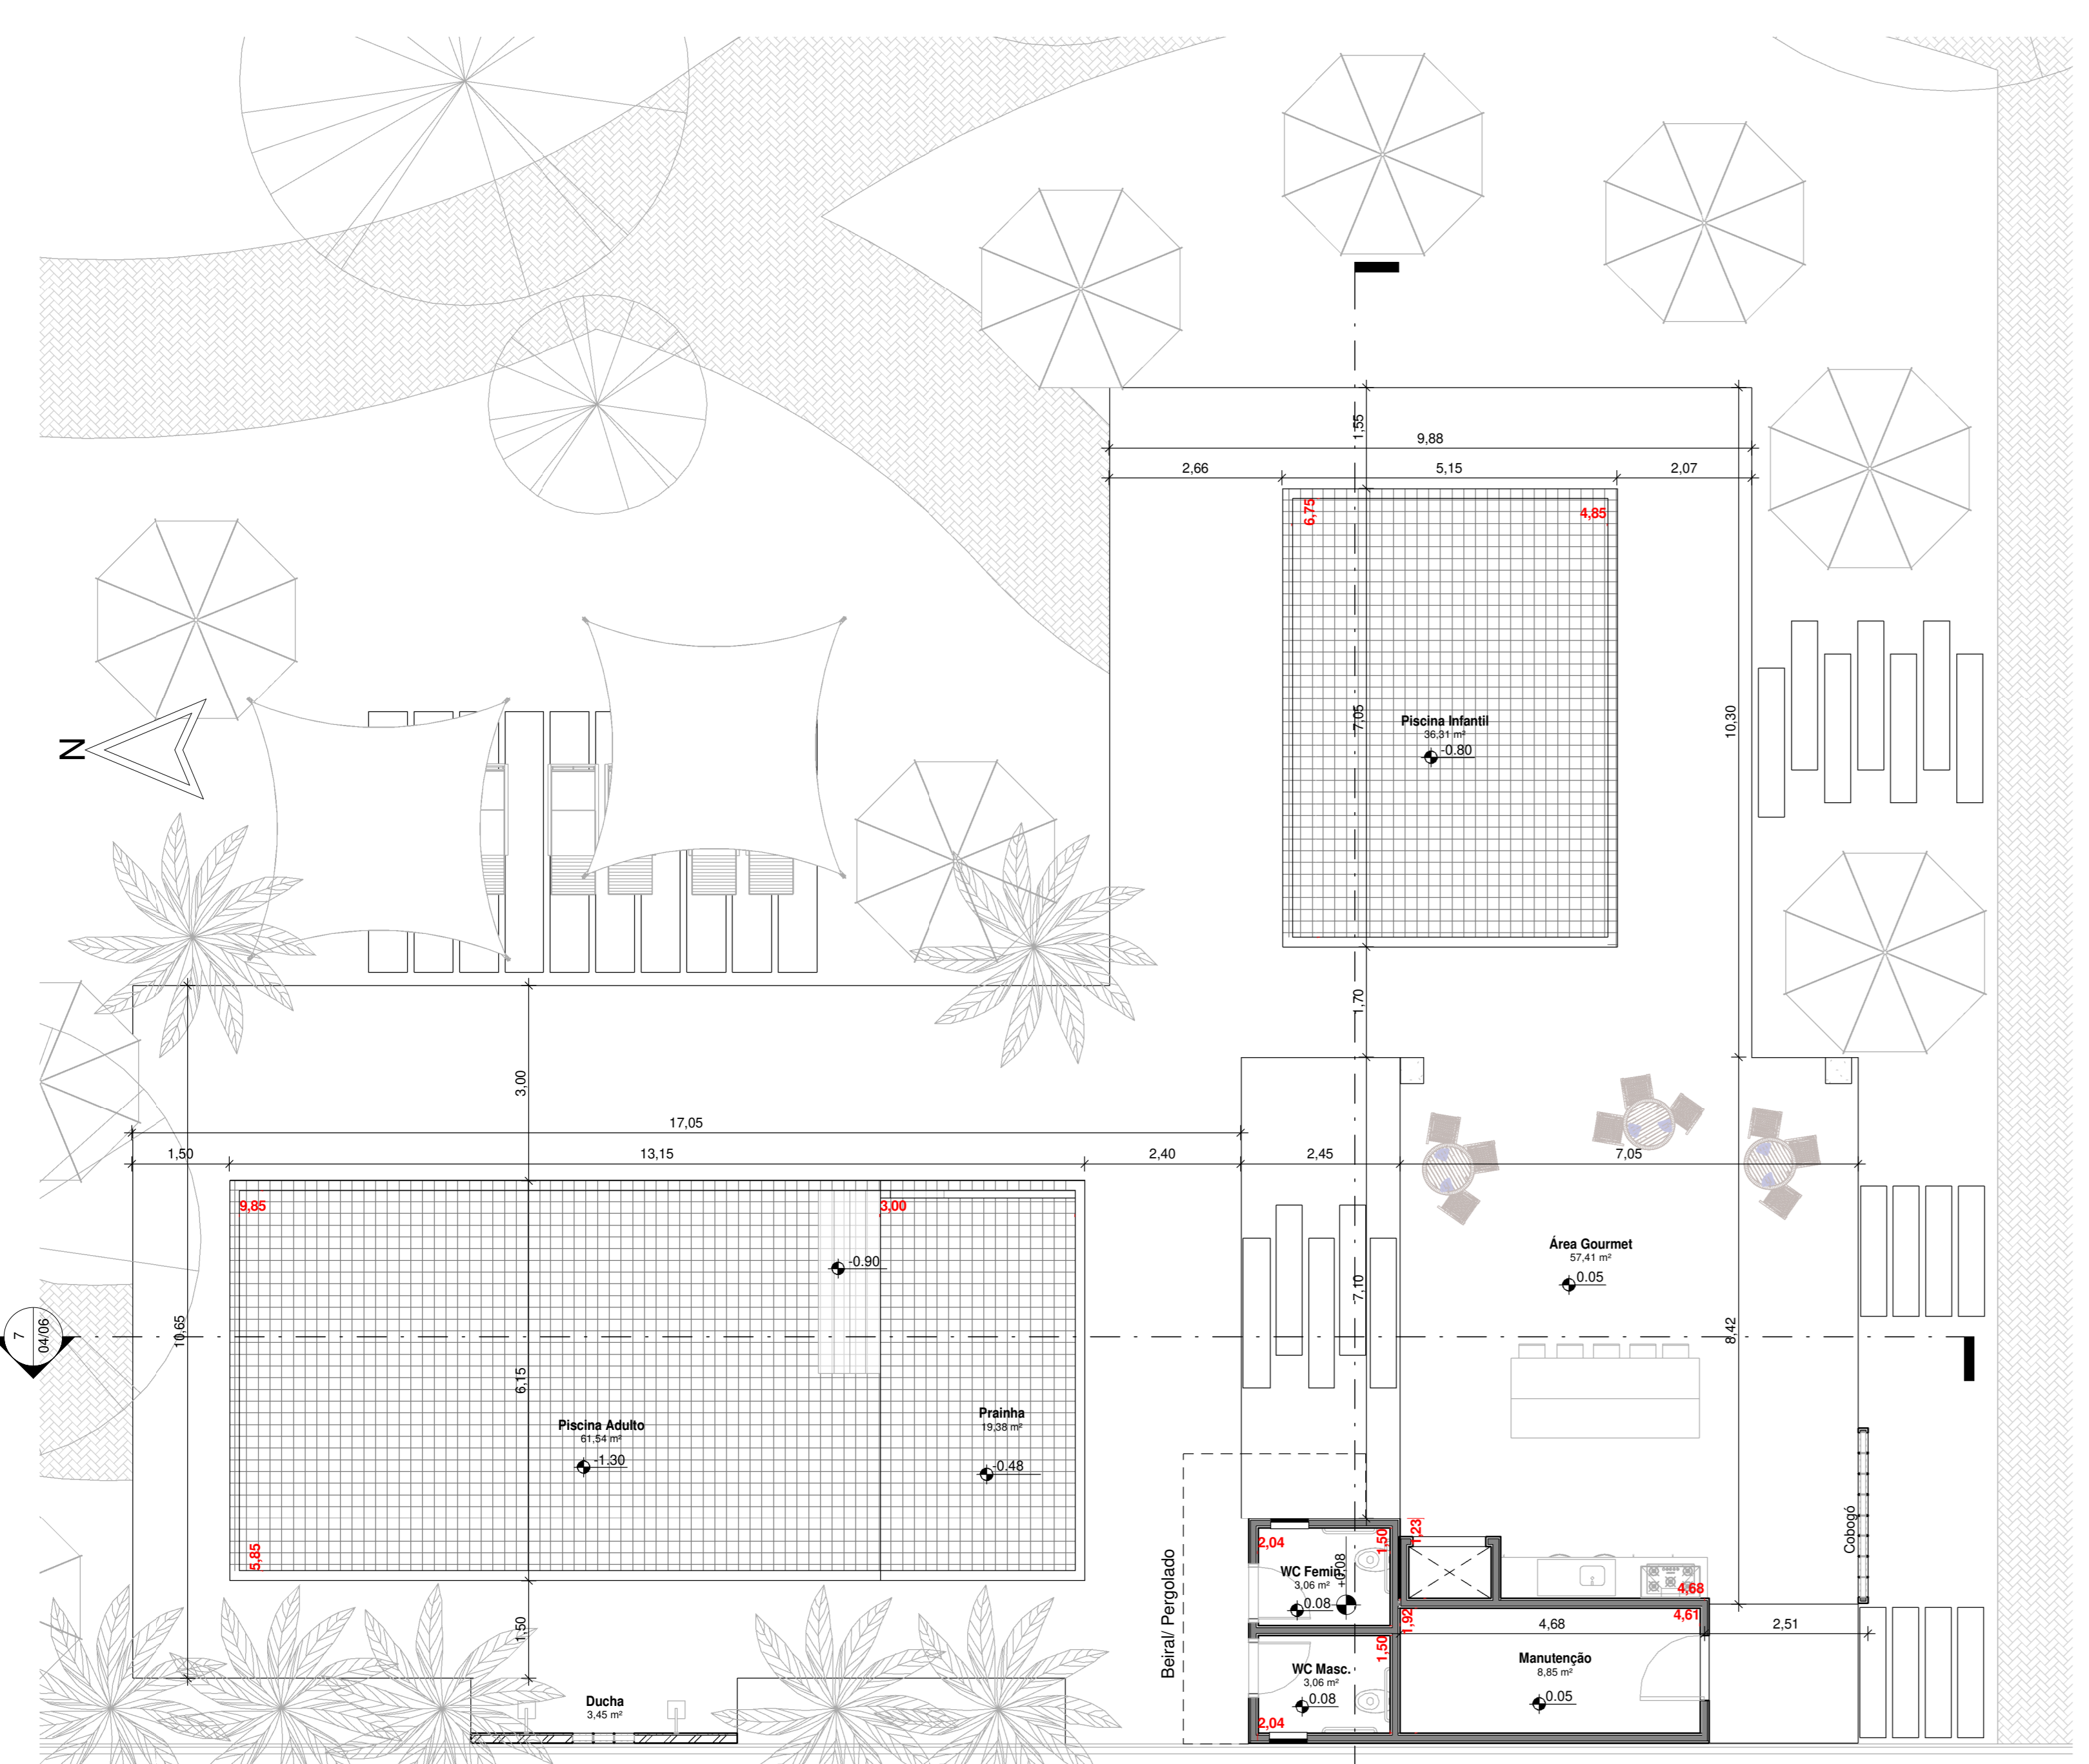 1,55
9,88
2,66
5,15
2,07
6,75
4,85
N
7,05
Piscina Infantil
36,31 m²
-0.80
10,30
1,70
3,00
17,05
1,50
13,15
2,40
2,45
7,05
9,85
3,00
-0.90
Área Gourmet
57,41 m²
0.05
7,10
7
04/06
10,65
6,15
8,42
Piscina Adulto
61,54 m²
-1.30
Prainha
19,38 m²
-0.48
Cobogó
5,85
2,04
1,50
1,23
WC Femin.
3,06 m²
0.08
+0,08
4,68
4,61
1,92
1,50
4,68
2,51
1,50
Beiral/ Pergolado
WC Masc.
3,06 m²
0.08
2,04
Manutenção
8,85 m²
0.05
Ducha
3,45 m²